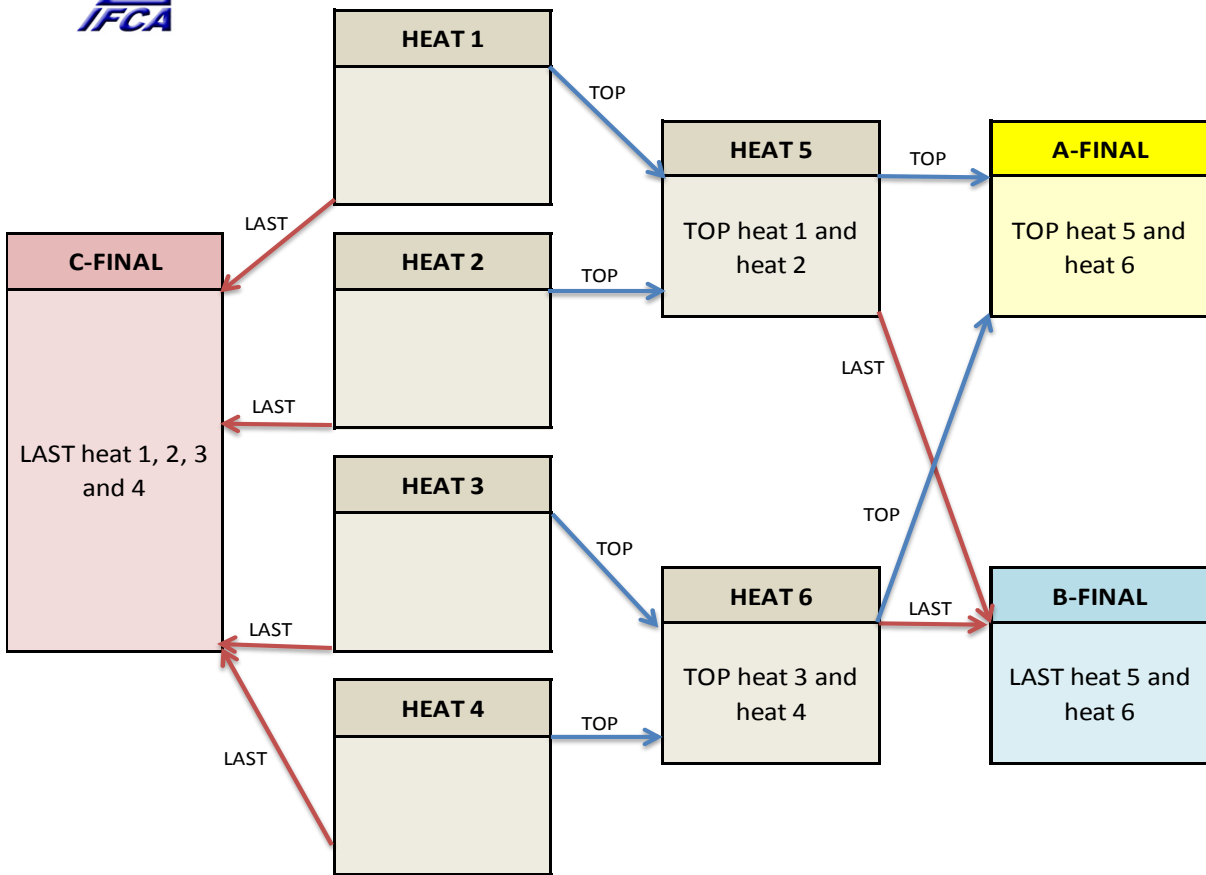 IFCA
HEAT 1
TOP
HEAT 5
TOP
A-FINAL
LAST
TOP heat 1 and
heat 2
TOP heat 5 and
heat 6
C-FINAL
HEAT 2
TOP
LAST
LAST
LAST heat 1, 2, 3
and 4
HEAT 3
TOP
TOP
HEAT 6
LAST
B-FINAL
LAST
TOP heat 3 and
heat 4
LAST heat 5 and
heat 6
HEAT 4
TOP
LAST